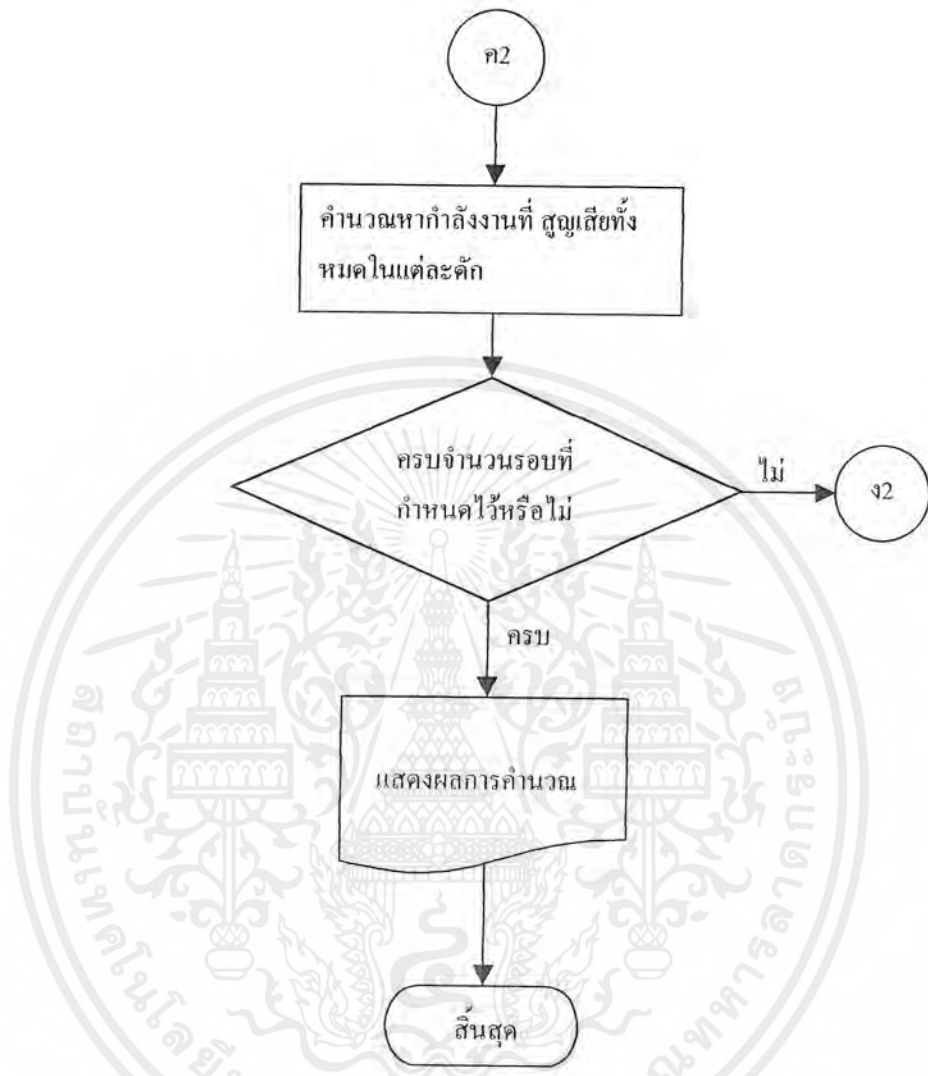 ค2
คำนวณหากำลังงานที่ สูญเสียทั้ง
หมดในแต่ละดัก
ครบจำนวนรอบที่
กำหนดไว้หรือไม่
ไม่
ง2
ครบ
แสดงผลการคำนวณ
สิ้นสุด